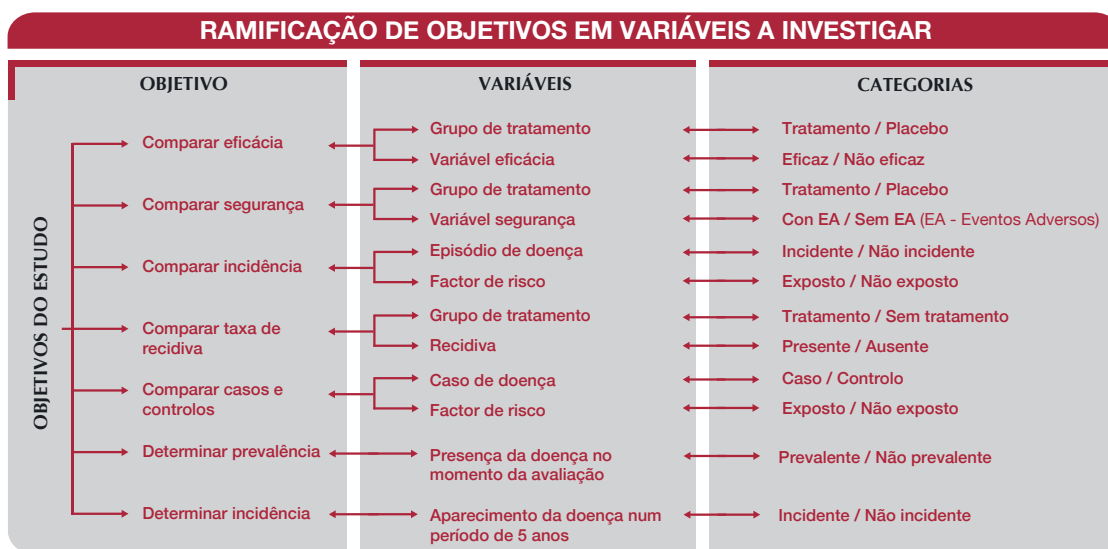 RAMIFICAÇÃO DE OBJETIVOS EM VARIÁVEIS A INVESTIGAR
OBJETIVO
VARIÁVEIS
CATEGORIAS
OBJETIVOS DO ESTUDO
Comparar eficácia
Grupo de tratamento
Tratamento / Placebo
Variável eficácia
Eficaz / Não eficaz
Comparar segurança
Grupo de tratamento
Tratamento / Placebo
Variável segurança
Con EA / Sem EA (EA - Eventos Adversos)
Comparar incidência
Episódio de doença
Incidente / Não incidente
Factor de risco
Exposto / Não exposto
Comparar taxa de
recidiva
Grupo de tratamento
Tratamento / Sem tratamento
Recidiva
Presente / Ausente
Comparar casos e
controlos
Caso de doença
Caso / Controlo
Factor de risco
Exposto / Não exposto
Determinar prevalência
Presença da doença no
momento da avaliação
Prevalente / Não prevalente
Determinar incidência
Aparecimento da doença num
período de 5 anos
Incidente / Não incidente